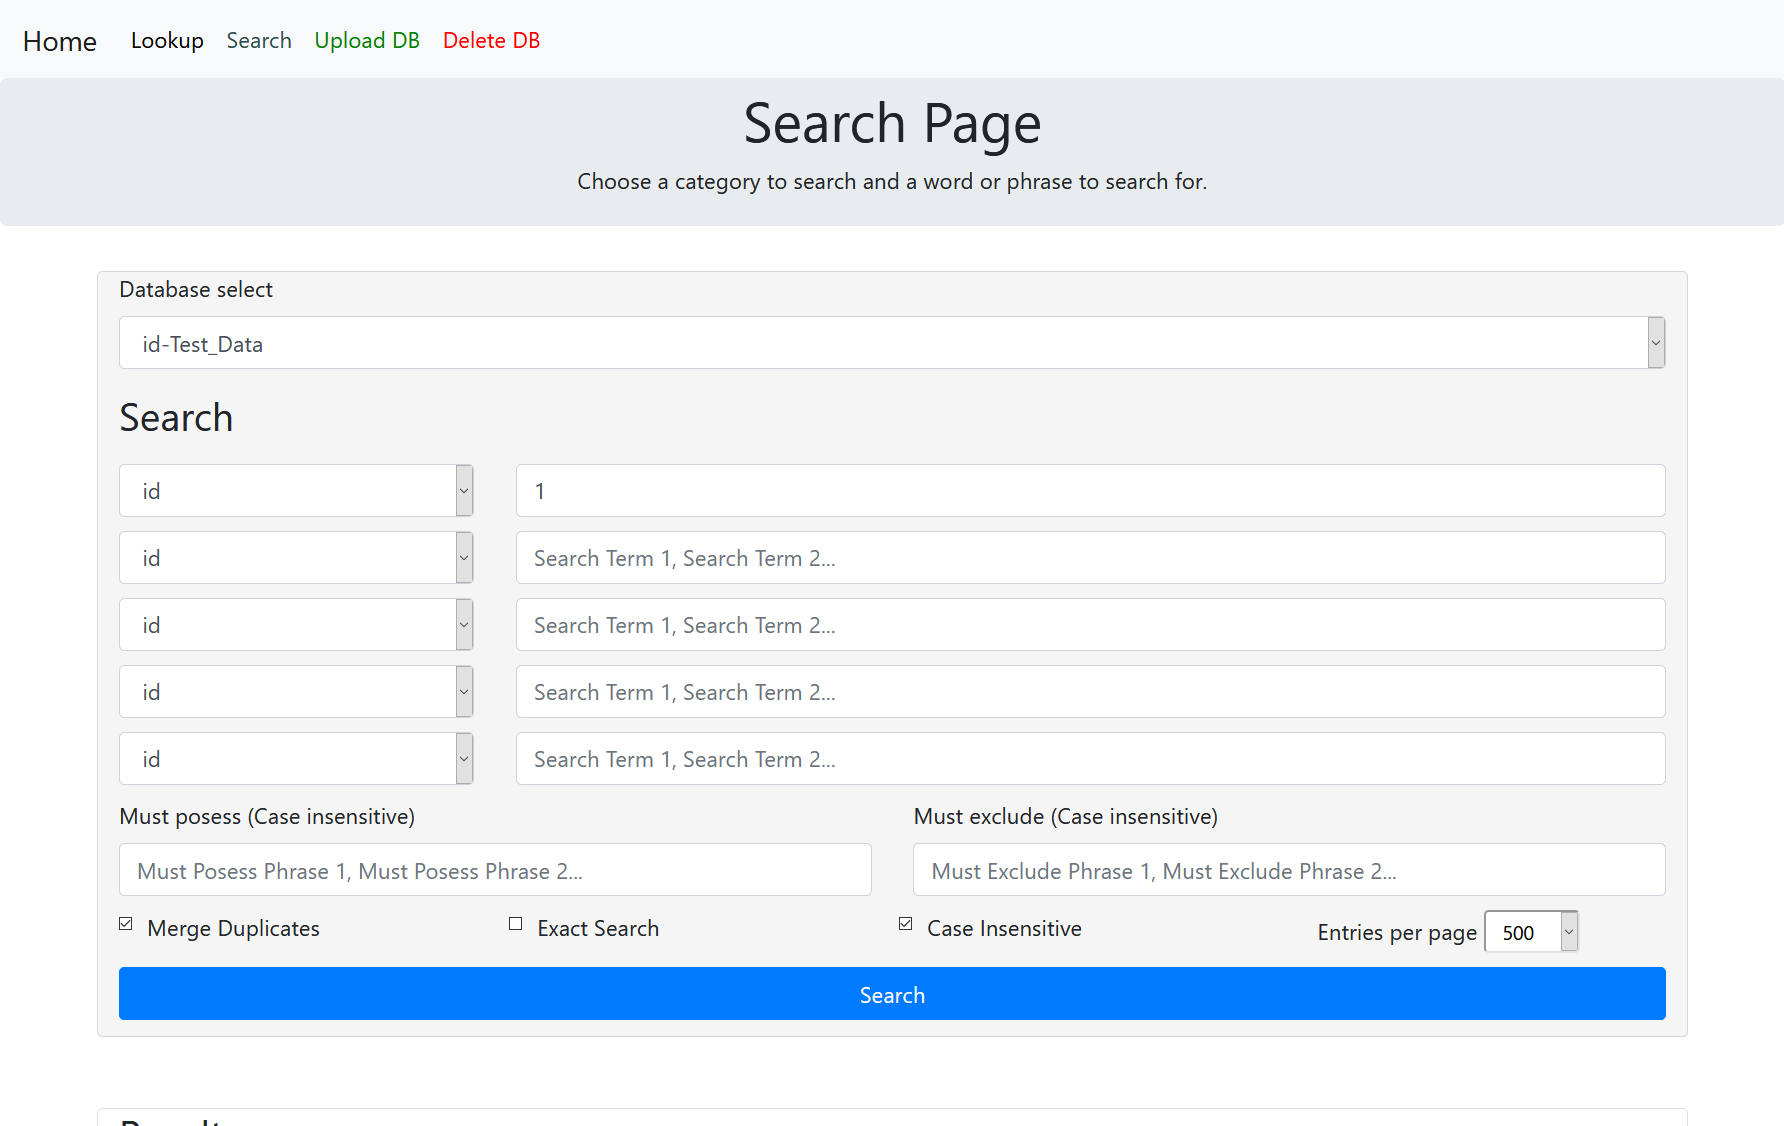 Home Lookup Search Upload DB Delete DB
Search Page
Choose a category to search and a word or phrase to search for.
Database select
id-Test_Data
Search
id 1
id Search Term 1, Search Term 2...
id Search Term 1, Search Term 2...
id Search Term 1, Search Term 2...
id Search Term 1, Search Term 2...
Must posess (Case insensitive) Must exclude (Case insensitive)
Must Posess Phrase 1, Must Posess Phrase 2... Must Exclude Phrase 1, Must Exclude Phrase 2...
Merge Duplicates Exact Search Case Insensitive Entries per page 500
Search